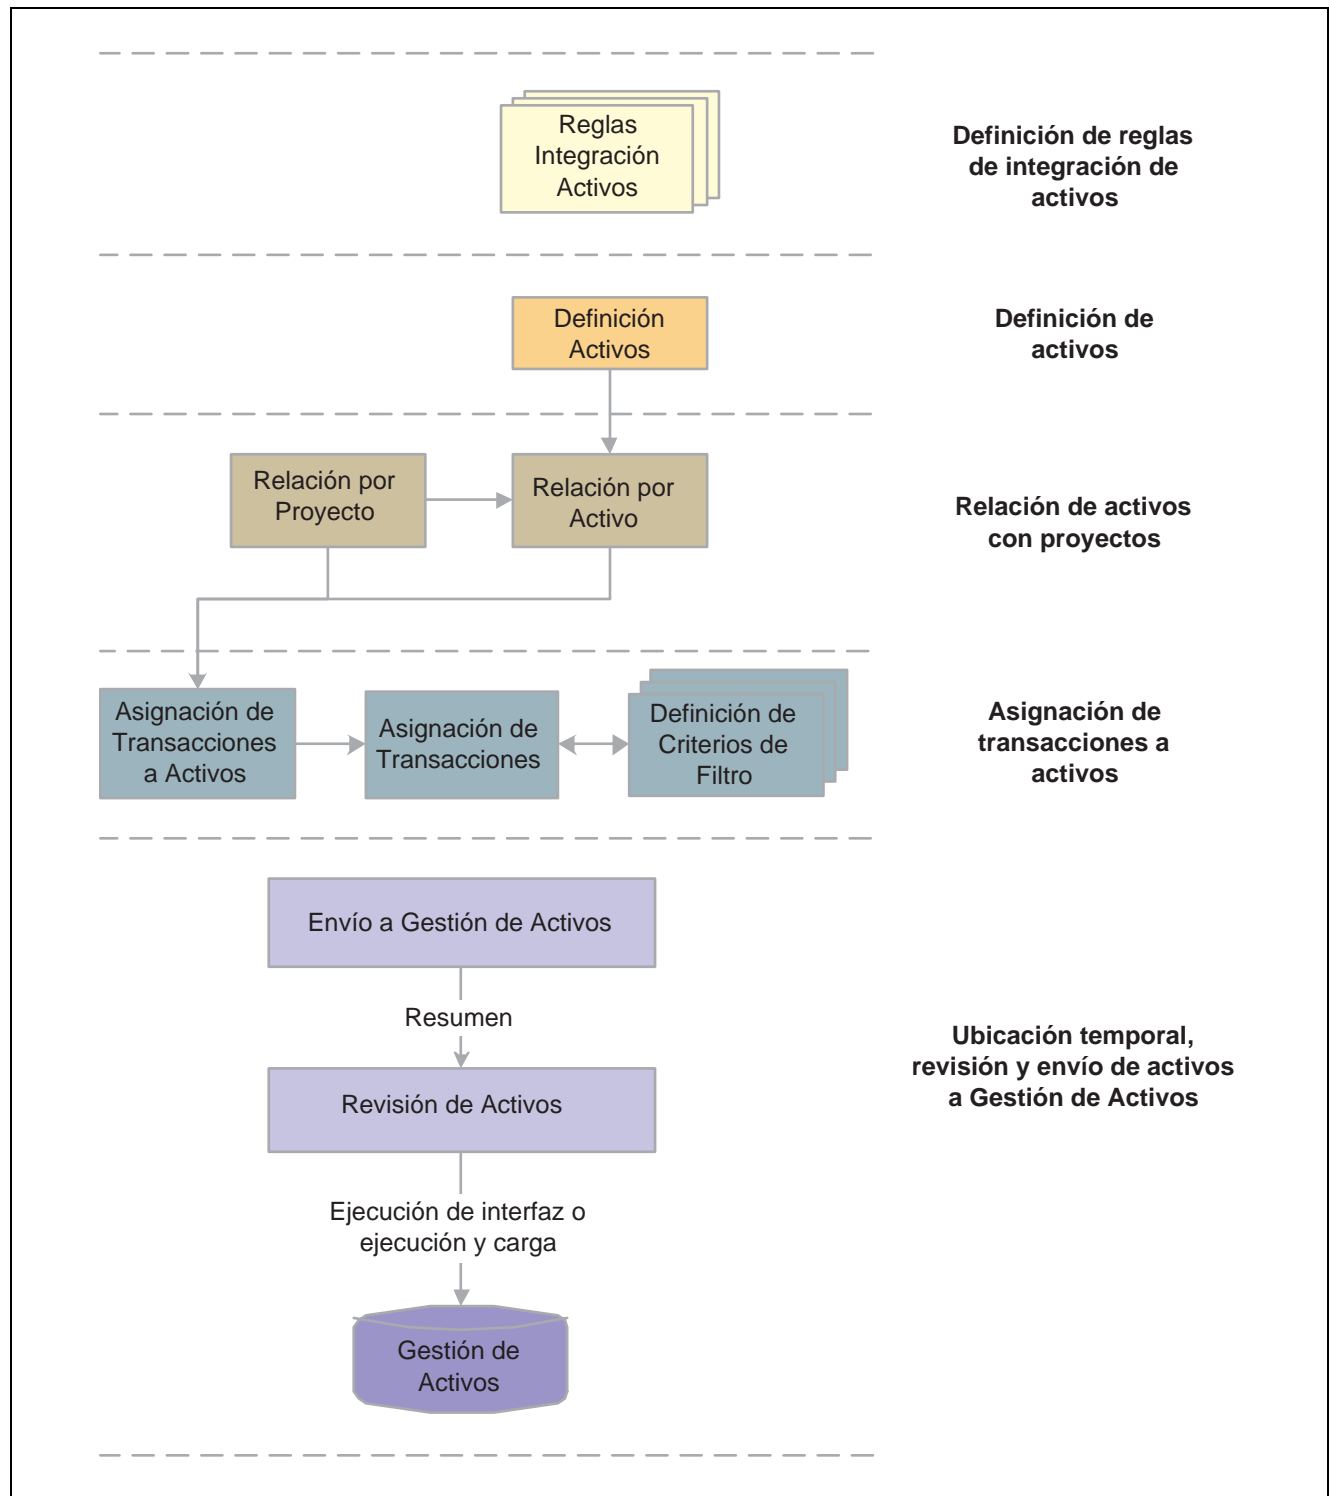 Reglas
Integración
Activos
Definición de reglas
de integración de
activos
Definición
Activos
Definición de
activos
Relación por
Proyecto
Relación por
Activo
Relación de activos
con proyectos
Asignación de
Transacciones
a Activos
Asignación de
Transacciones
Definición de
Criterios de
Filtro
Asignación de
transacciones a
activos
Envío a Gestión de Activos
Resumen
Revisión de Activos
Ubicación temporal,
revisión y envío de activos
a Gestión de Activos
Ejecución de interfaz o
ejecución y carga
Gestión de
Activos